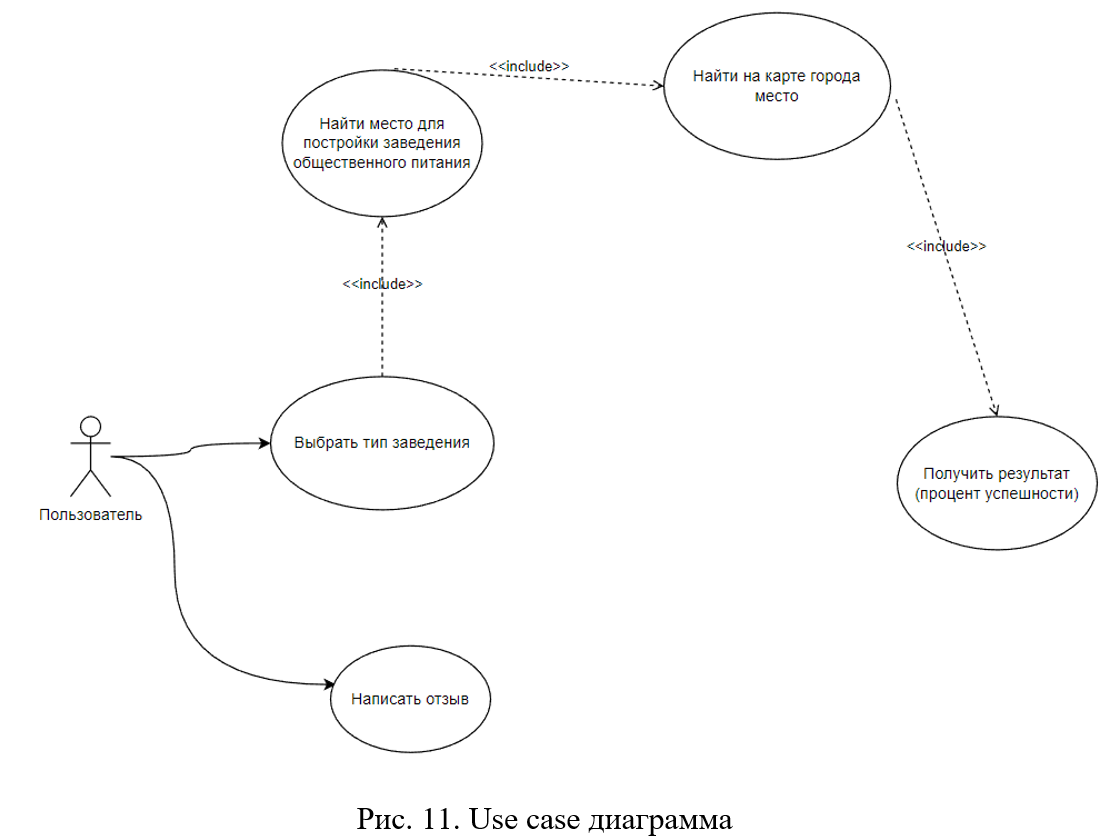 <<include>>
Найти на карте города
место
Найти место для
постройки заведения
общественного питания
<<include>>
<<include>>
Выбрать тип заведения
Получить результат
(процент успешности)
Пользователь
Написать отзыв
Рис. 11. Use case диаграмма